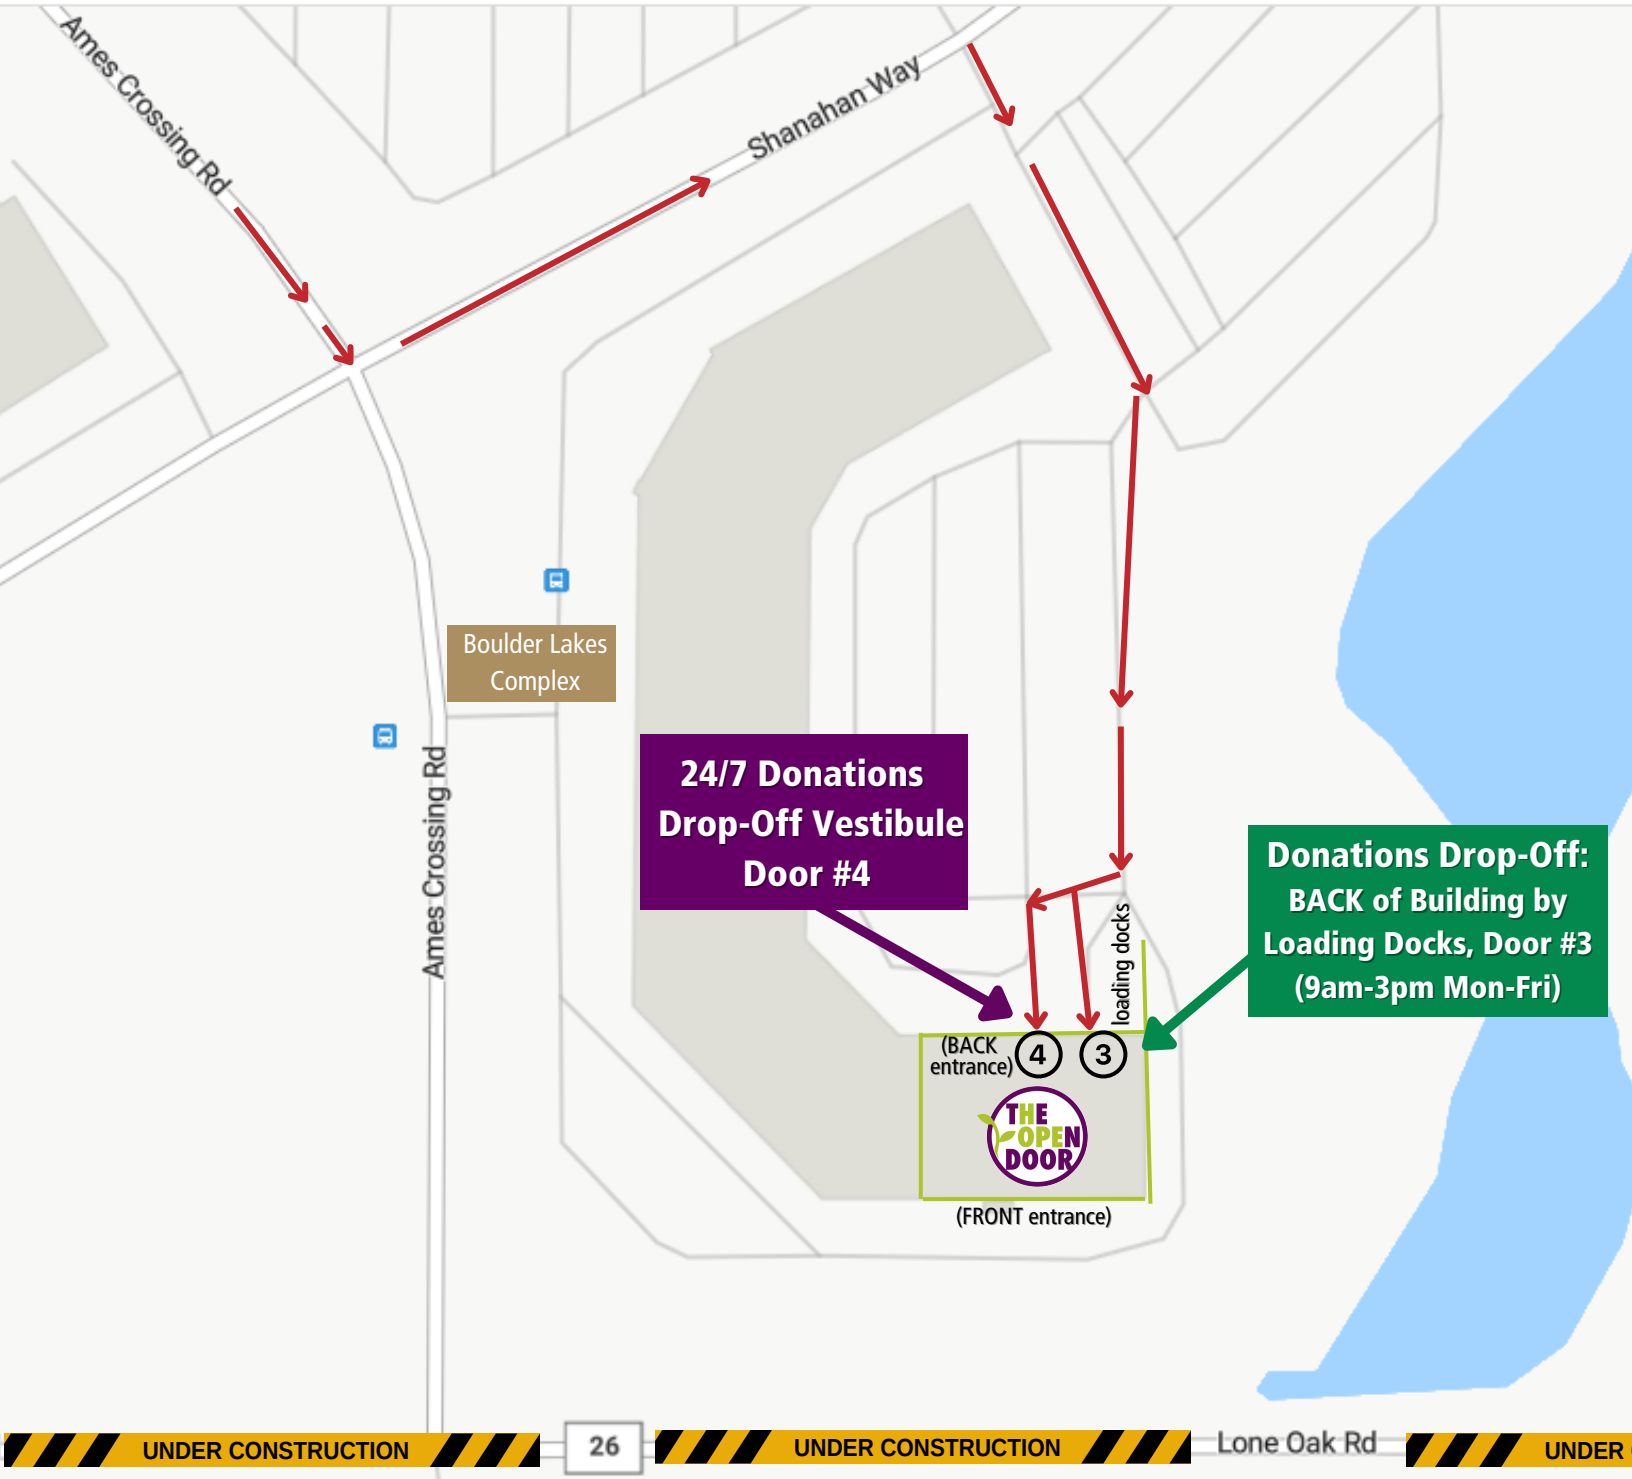 Ames Crossing Rd
Shanahan Way
Boulder Lakes
Complex
Ames Crossing Rd
24/7 Donations
Drop-Off Vestibule
Door #4
Donations Drop-Off:
BACK of Building by
Loading Docks, Door #3
(9am-3pm Mon-Fri)
loading docks
(BACK
entrance)
4
3
THE
OPEN
DOOR
(FRONT entrance)
UNDER CONSTRUCTION
26
UNDER CONSTRUCTION
Lone Oak Rd
UNDER